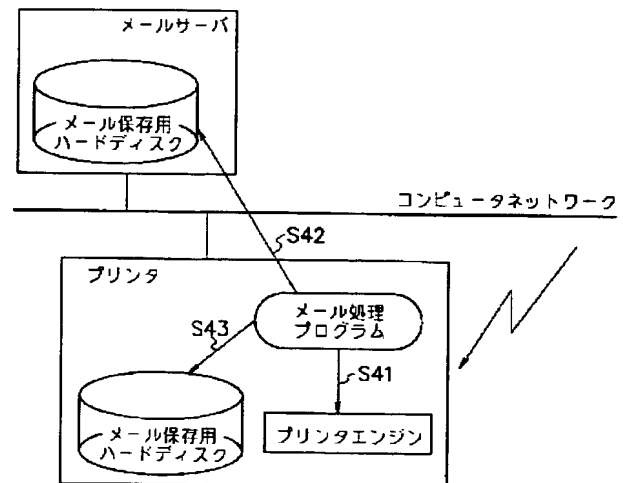 メールサーバ
メール保存用
ハードディスク
コンピュータネットワーク
S42
プリンタ
メール処理
プログラム
S43
S41
メール保存用
ハードディスク
プリンタエンジン